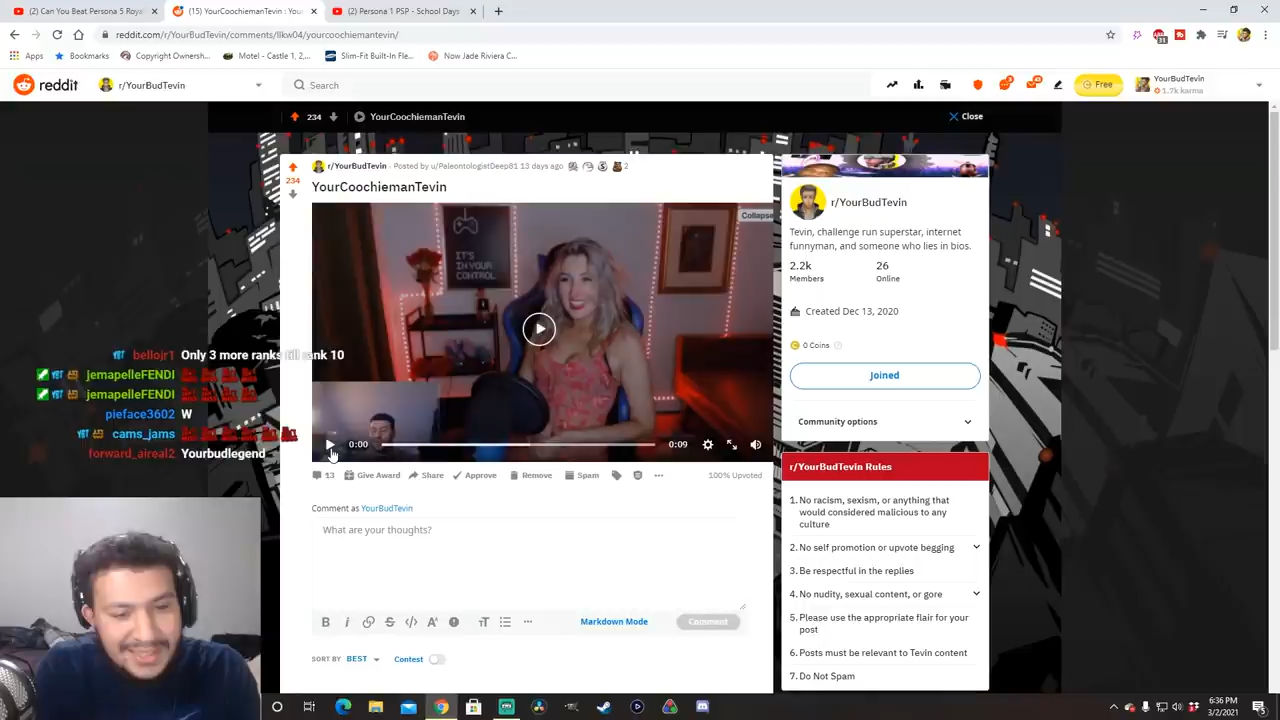 (2) Can You Beat Persona 5 Royal
(15) YourCoochiemanTevin : You
(2) Persona 1 PSP - School Days
reddit.com/r/YourBudTevin/comments/llkw04/yourcoochiemantevin/
Apps
Bookmarks
Copyright Ownersh...
Motel - Castle 1, 2,...
Slim-Fit Built-In Fle...
Now Jade Riviera C...
reddit
r/YourBudTevin
Search
Free
YourBudTevin
1.7k karma
234
YourCoochiemanTevin
Close
234
r/YourBudTevin · Posted by u/PaleontologistDeep81 13 days ago
2
YourCoochiemanTevin
Collapse
IT'S
IN YOUR
CONTROL
0:00
0:09
13
Give Award
Share
Approve
Remove
Spam
100% Upvoted
Comment as YourBudTevin
What are your thoughts?
Markdown Mode
Comment
SORT BY BEST
Contest
r/YourBudTevin
Tevin, challenge run superstar, internet
funnyman, and someone who lies in bios.
2.2k
Members
26
Online
Created Dec 13, 2020
0 Coins
Joined
Community options
r/YourBudTevin Rules
1. No racism, sexism, or anything that
would considered malicious to any
culture
2. No self promotion or upvote begging
3. Be respectful in the replies
4. No nudity, sexual content, or gore
5. Please use the appropriate flair for your
post
6. Posts must be relevant to Tevin content
7. Do Not Spam
bellojr1 Only 3 more ranks till rank 10
jemapelleFENDI
jemapelleFENDI
pieface3602 W
cams_jams
forward_aireal2 Yourbudlegend
6:36 PM
3/2/2021